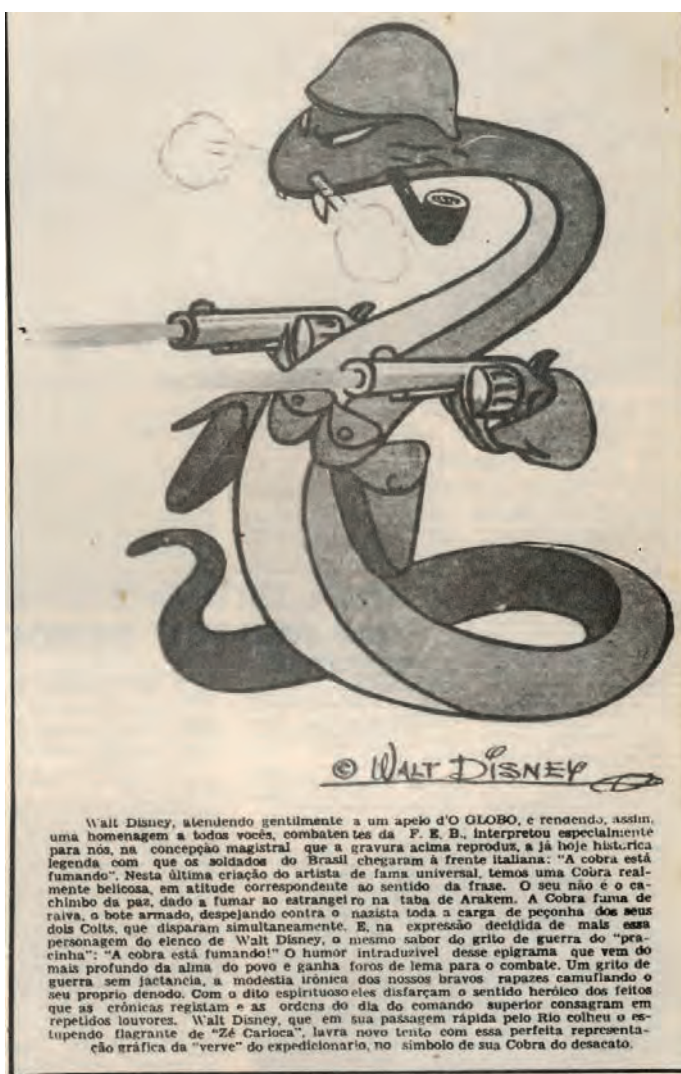 © WALT DISNEY
Walt Disney, atendendo gentilmente a um apelo d'O GLOBO, e rendendo, assim,
uma homenagem a todos vocês, combatentes da F. E. B., interpretou especialmente
para nós, na concepção magistral que a gravura acima reproduz, a já hoje histerica
legenda com que os soldados do Brasil chegaram à frente italiana: "A cobra está
fumando". Nesta última criação do artista de fama universal, temos uma Cobra real-
mente belicosa, em atitude correspondente ao sentido da frase. O seu não é o ca-
chimbo da paz, dado a fumar ao estrangeiro na taba de Arakem. A Cobra fuma de
raiva, o bote armado, despejando contra o nazista toda a carga de peçonha dos seus
dois Colts, que disparam simultaneamente. E, na expressão decidida de mais essa
personagem do elenco de Walt Disney, o mesmo sabor do grito de guerra do "pra-
cinha": "A cobra está fumando!" O humor intraduzivel desse epigrama que vem do
mais profundo da alma do povo e ganha foros de lema para o combate. Um grito de
guerra sem jactancia, a modestia irônica dos nossos bravos rapazes camuflando o
seu proprio denodo. Com o dito espirituoso eles disfarçam o sentido heróico dos feitos
que as crônicas registam e as ordens do dia do comando superior consagram em
repetidos louvores. Walt Disney, que em sua passagem rápida pelo Rio colheu o es-
tupendo flagrante de "Zé Carioca", lavra novo tento com essa perfeita representa-
ção gráfica da "verve" do expedicionario, no simbolo de sua Cobra do desacato.